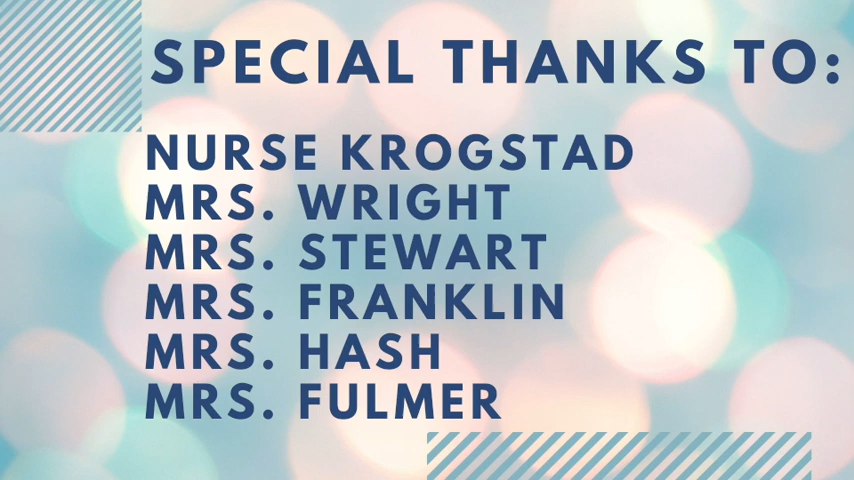 SPECIAL THANKS TO:
NURSE KROGSTAD
MRS. WRIGHT
MRS. STEWART
MRS. FRANKLIN
MRS. HASH
MRS. FULMER